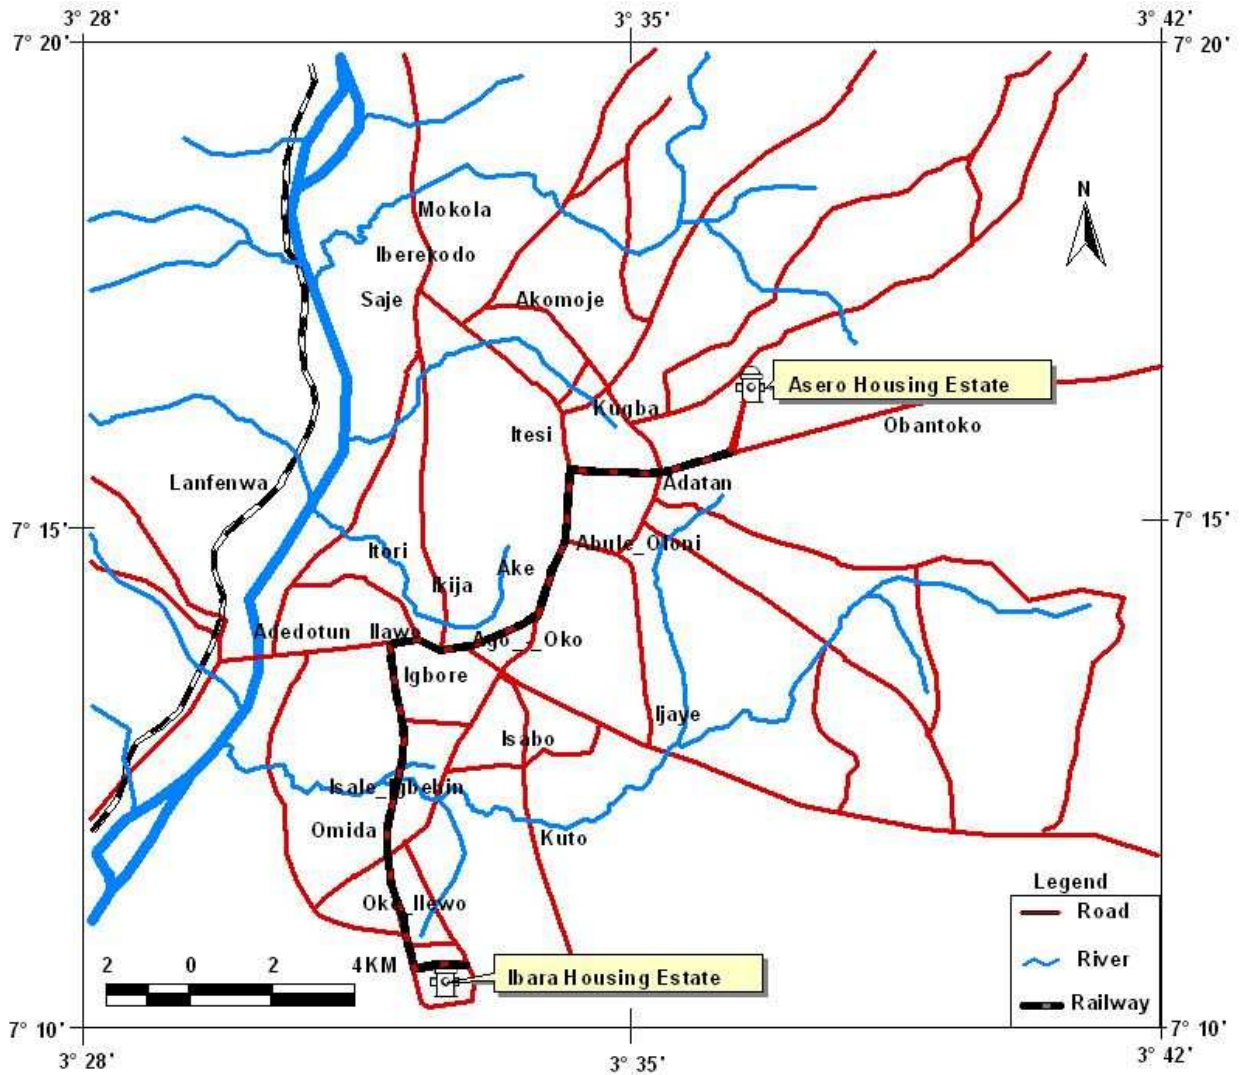 3° 28'
3° 35'
3° 42'
7° 20'
7° 20'
Mokola
Iberekodo
Saje
Akomoje
N
Asero Housing Estate
Kugba
Itesi
Obantoko
Lanfenwa
Adatan
7° 15'
7° 15'
Itori
Abule_Oloni
Ake
Ikija
Adedotun
Ilawo
Ago_-_Oko
Igbore
Ijaye
Isabo
Isale_Igbehin
Omida
Kuto
Oke_Ilewo
Legend
Road
River
Railway
2 0 2 4KM
Ibara Housing Estate
7° 10'
7° 10'
3° 28'
3° 35'
3° 42'